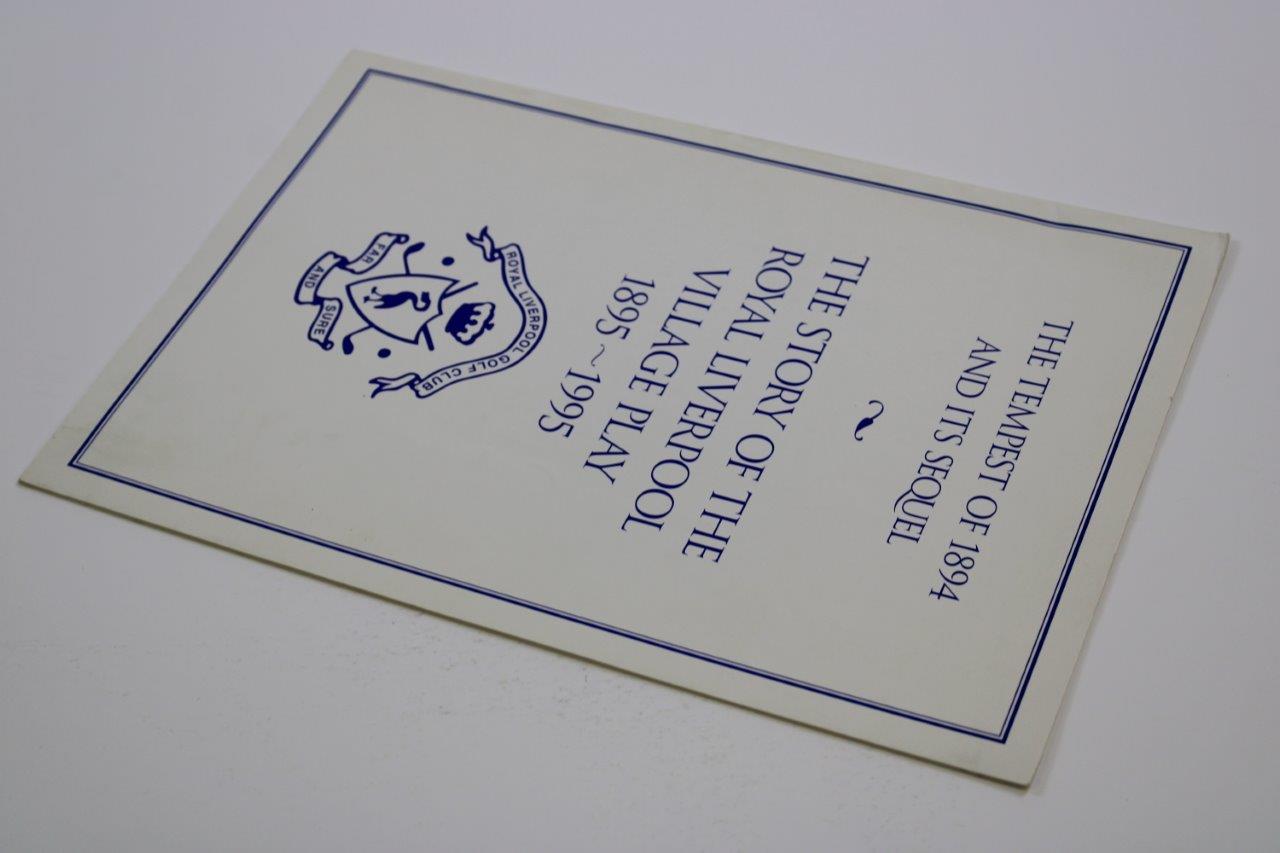 THE TEMPEST OF 1894
AND ITS SEQUEL
THE STORY OF THE
ROYAL LIVERPOOL
VILLAGE PLAY
1895~1995
ROYAL LIVERPOOL GOLF CLUB
FAR AND SURE